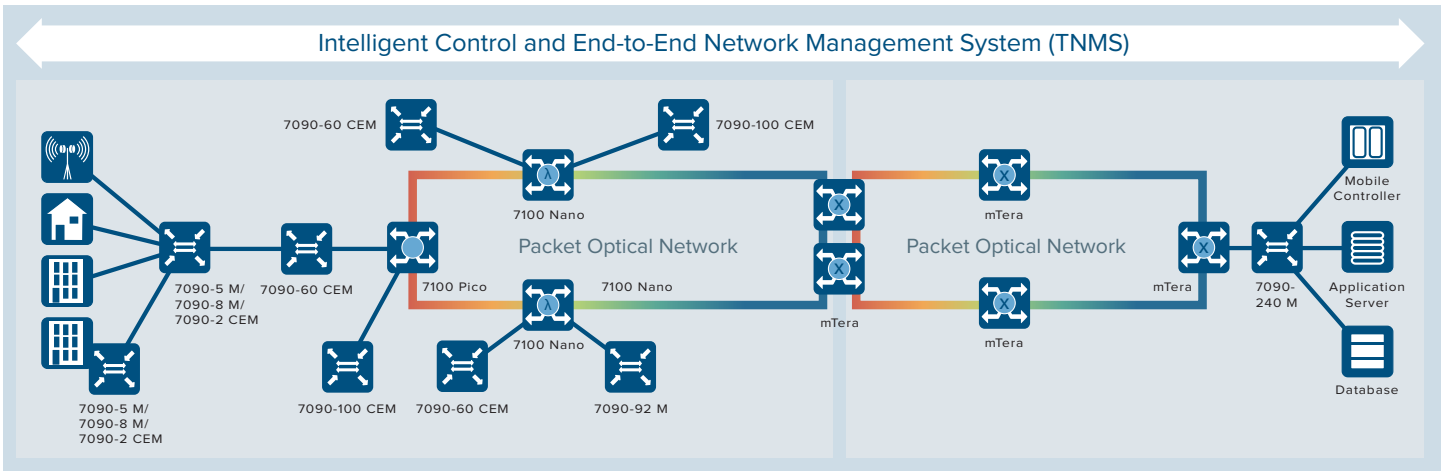 Intelligent Control and End-to-End Network Management System (TNMS)
7090-60 CEM
7090-100 CEM
λ
7100 Nano
Packet Optical Network
7090-5 M/
7090-8 M/
7090-2 CEM
7090-60 CEM
7100 Pico
λ
7100 Nano
7100 Nano
7090-5 M/
7090-8 M/
7090-2 CEM
7090-100 CEM
7090-60 CEM
7090-92 M
X
X
mTera
X
mTera
Packet Optical Network
X
mTera
X
mTera
7090-
240 M
Mobile
Controller
Application
Server
Database